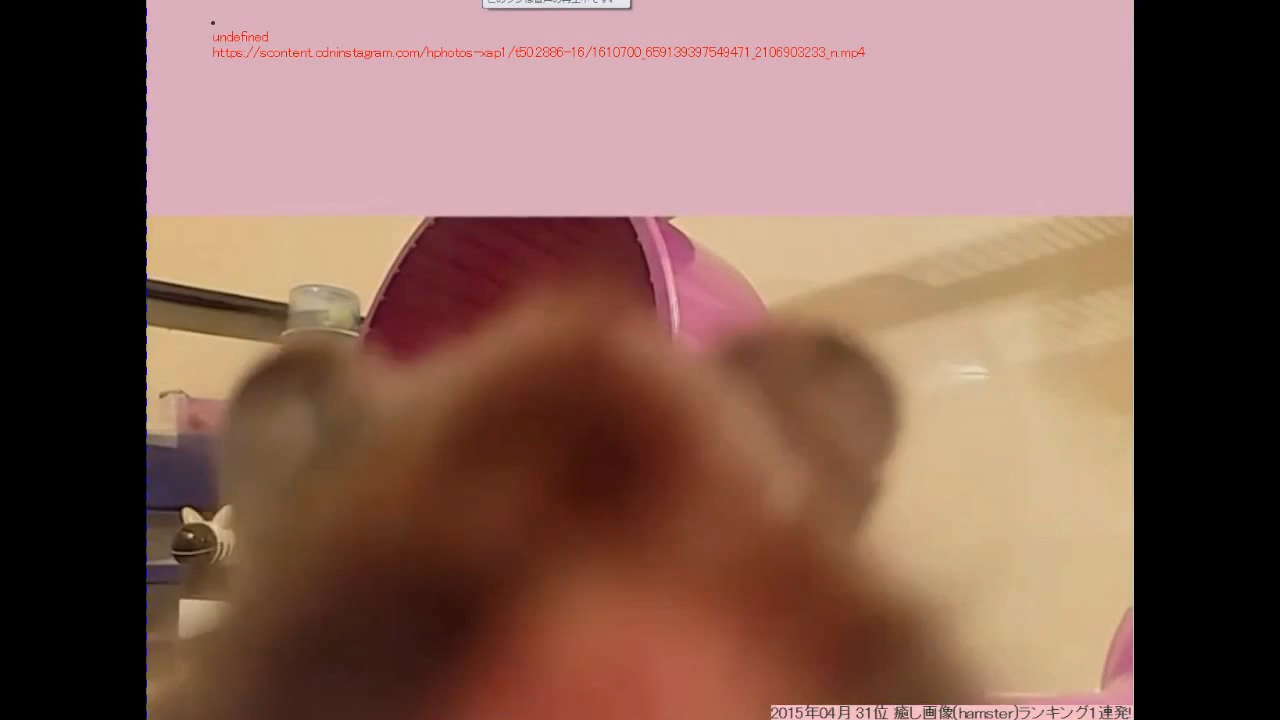 undefined
https://scontent.cdninstagram.com/hphotos-xap1/t50.2886-16/1610700_659139397549471_2106903233_n.mp4
2015年04月 31位 癒し画像(hamster)ランキング1連発!